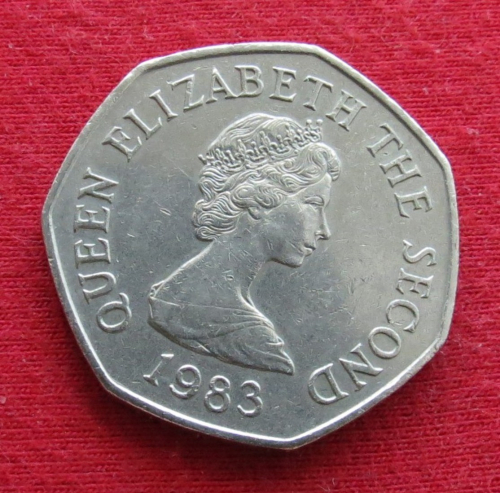 QUEEN ELIZABETH THE SECOND
1983